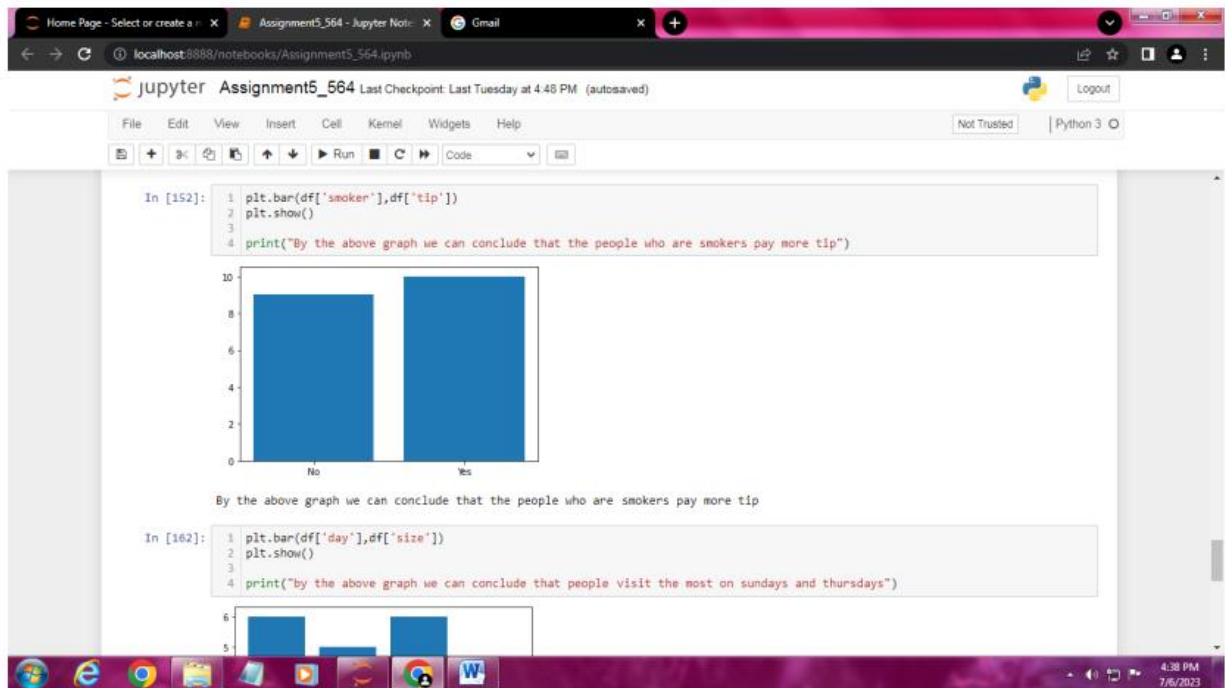 Home Page - Select or create a n
Assignment5_564 - Jupyter Note
Gmail
localhost:8888/notebooks/Assignment5_564.ipynb
jupyter Assignment5_564 Last Checkpoint: Last Tuesday at 4:48 PM (autosaved)
Logout
File Edit View Insert Cell Kernel Widgets Help
Not Trusted
Python 3
Run
Code
In [152]:
1 plt.bar(df['smoker'],df['tip'])
2 plt.show()
3
4 print("By the above graph we can conclude that the people who are smokers pay more tip")
10
8
6
4
2
0
No Yes
By the above graph we can conclude that the people who are smokers pay more tip
In [162]:
1 plt.bar(df['day'],df['size'])
2 plt.show()
3
4 print("by the above graph we can conclude that people visit the most on sundays and thursdays")
6
5
4:38 PM
7/6/2023